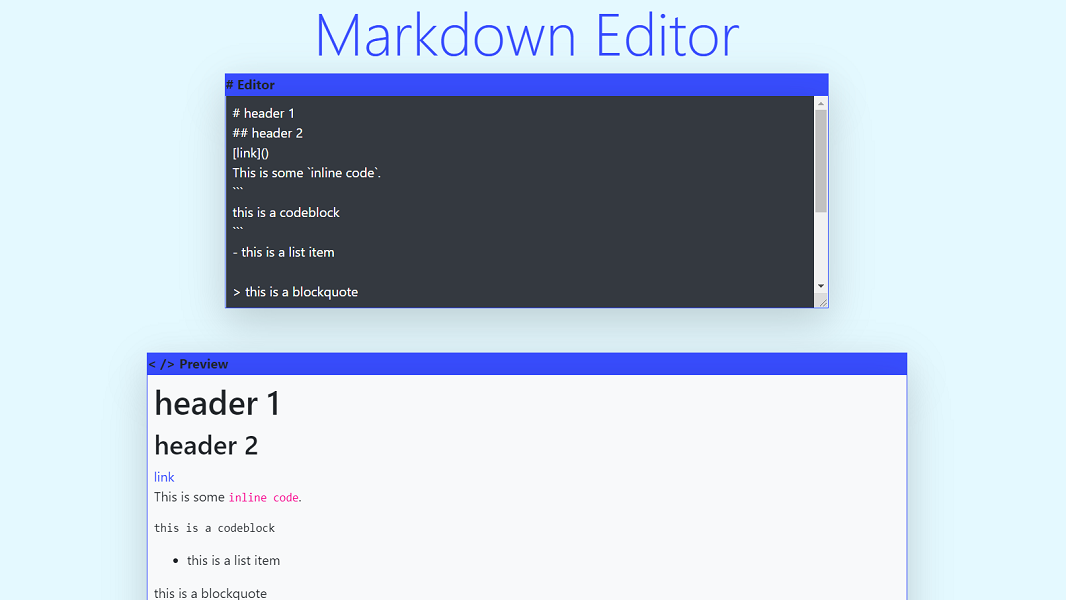 Markdown Editor
# Editor
# header 1
## header 2
[link]()
This is some `inline code`.
```
this is a codeblock
```
- this is a list item
> this is a blockquote
< /> Preview
header 1
header 2
link
This is some inline code.
this is a codeblock
• this is a list item
this is a blockquote